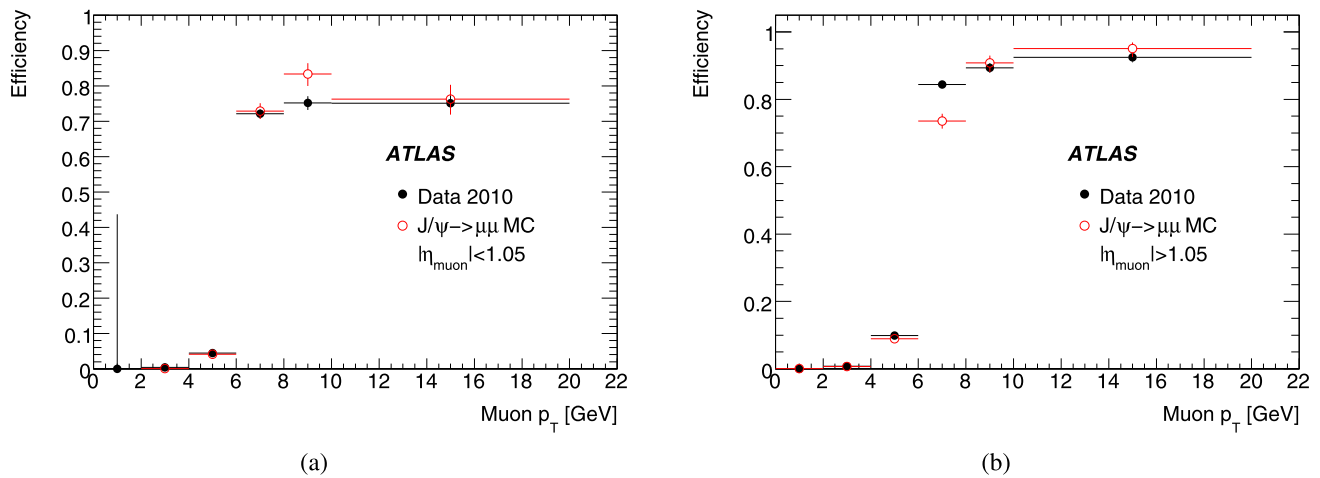 Efficiency
1
0.9
0.8
0.7
0.6
0.5
0.4
0.3
0.2
0.1
0
0 2 4 6 8 10 12 14 16 18 20 22
Muon p_T [GeV]
ATLAS
Data 2010
J/ψ−>μμ MC
|η_muon|<1.05
(a)
Efficiency
1
0.8
0.6
0.4
0.2
0
0 2 4 6 8 10 12 14 16 18 20 22
Muon p_T [GeV]
ATLAS
Data 2010
J/ψ−>μμ MC
|η_muon|>1.05
(b)